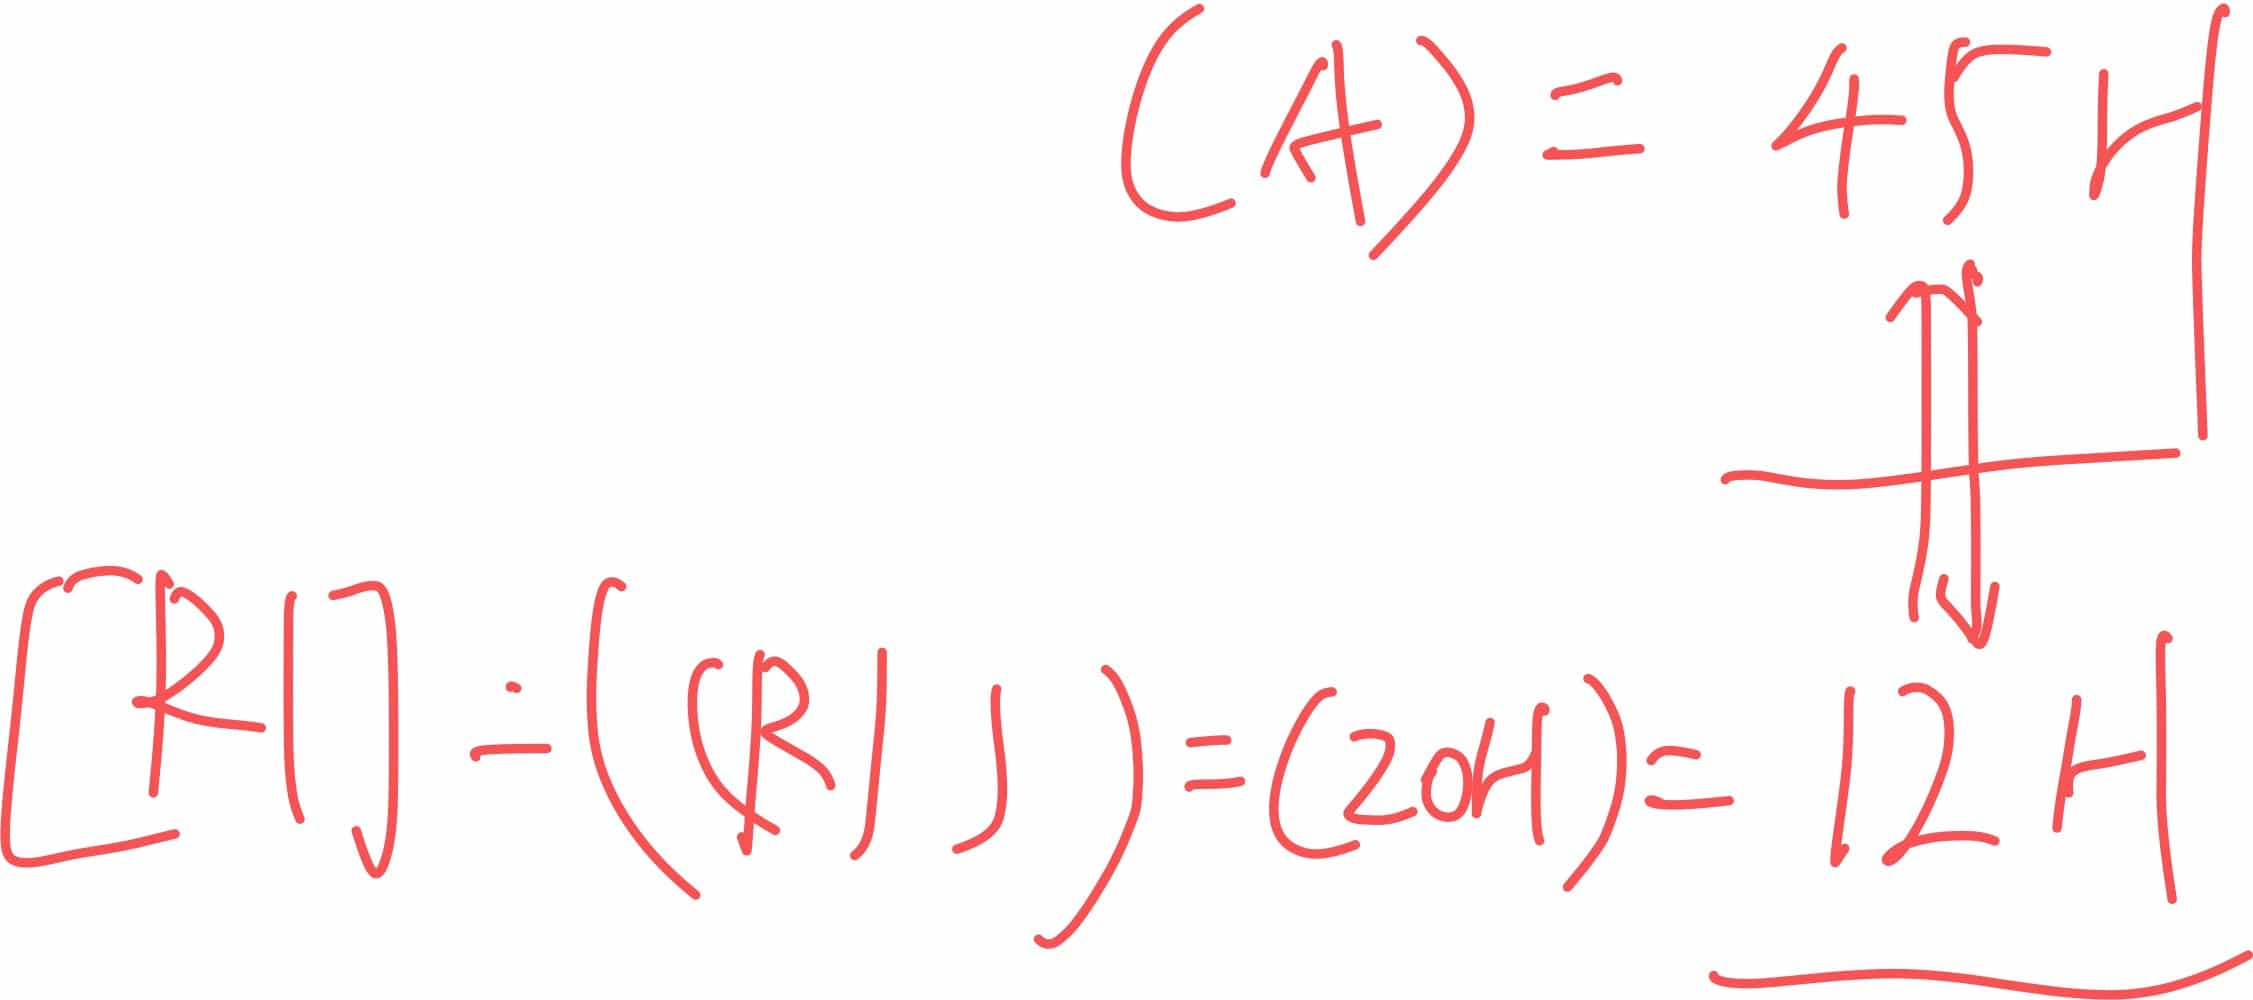 (A) = 45H
[R1] ÷ ((R1)) = (20H) = 12H